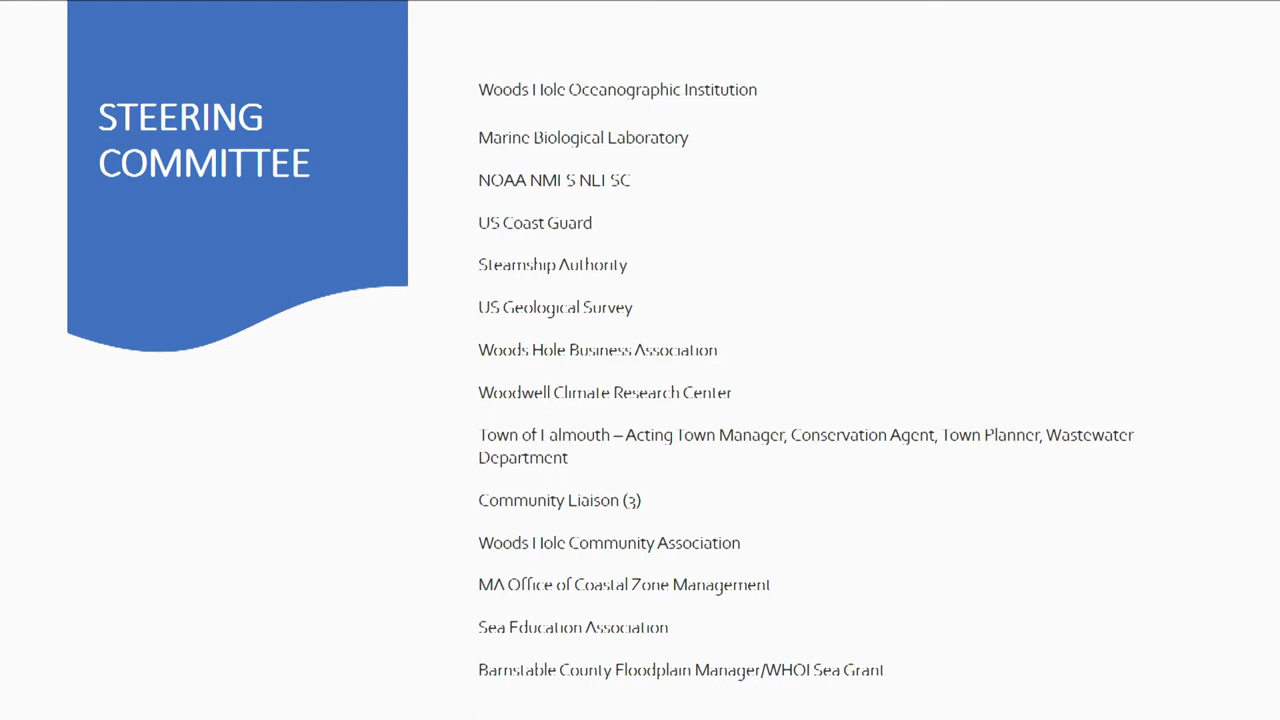 STEERING
COMMITTEE
Woods Hole Oceanographic Institution
Marine Biological Laboratory
NOAA NMFS NEFSC
US Coast Guard
Steamship Authority
US Geological Survey
Woods Hole Business Association
Woodwell Climate Research Center
Town of Falmouth – Acting Town Manager, Conservation Agent, Town Planner, Wastewater
Department
Community Liaison (3)
Woods Hole Community Association
MA Office of Coastal Zone Management
Sea Education Association
Barnstable County Floodplain Manager/WHOI Sea Grant